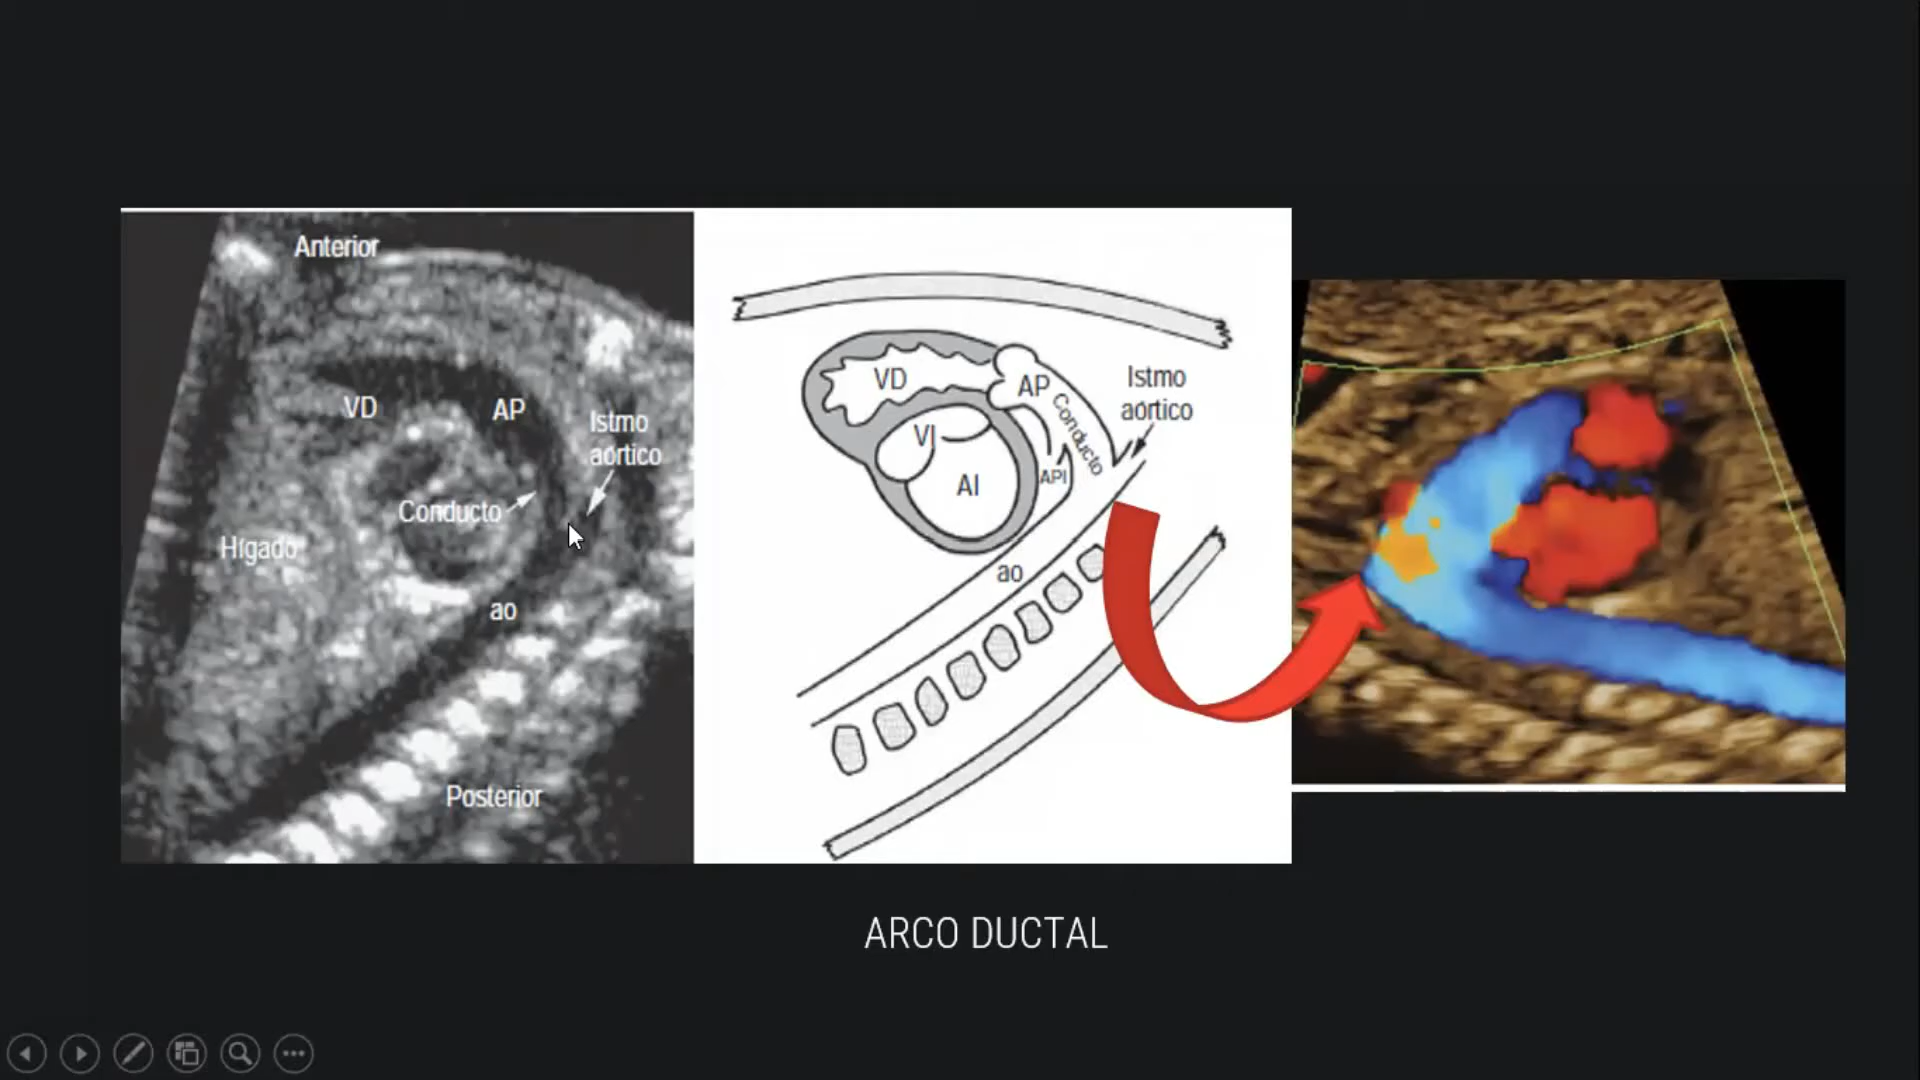 Anterior
VD
AP
Istmo
aórtico
Conducto
Hígado
ao
Posterior
VD
AP
Conducto
Istmo
aórtico
VI
AI
API
ao
ARCO DUCTAL